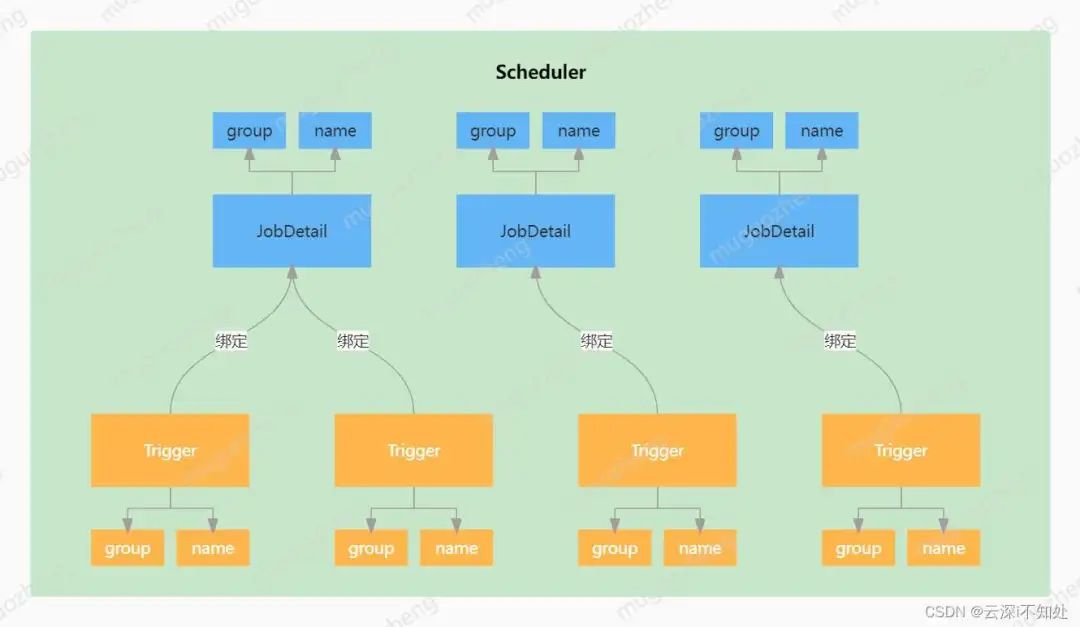 Scheduler
group name group name group name
JobDetail JobDetail JobDetail
绑定 绑定 绑定 绑定
Trigger Trigger Trigger Trigger
group name group name group name group name
CSDN @云深i不知处